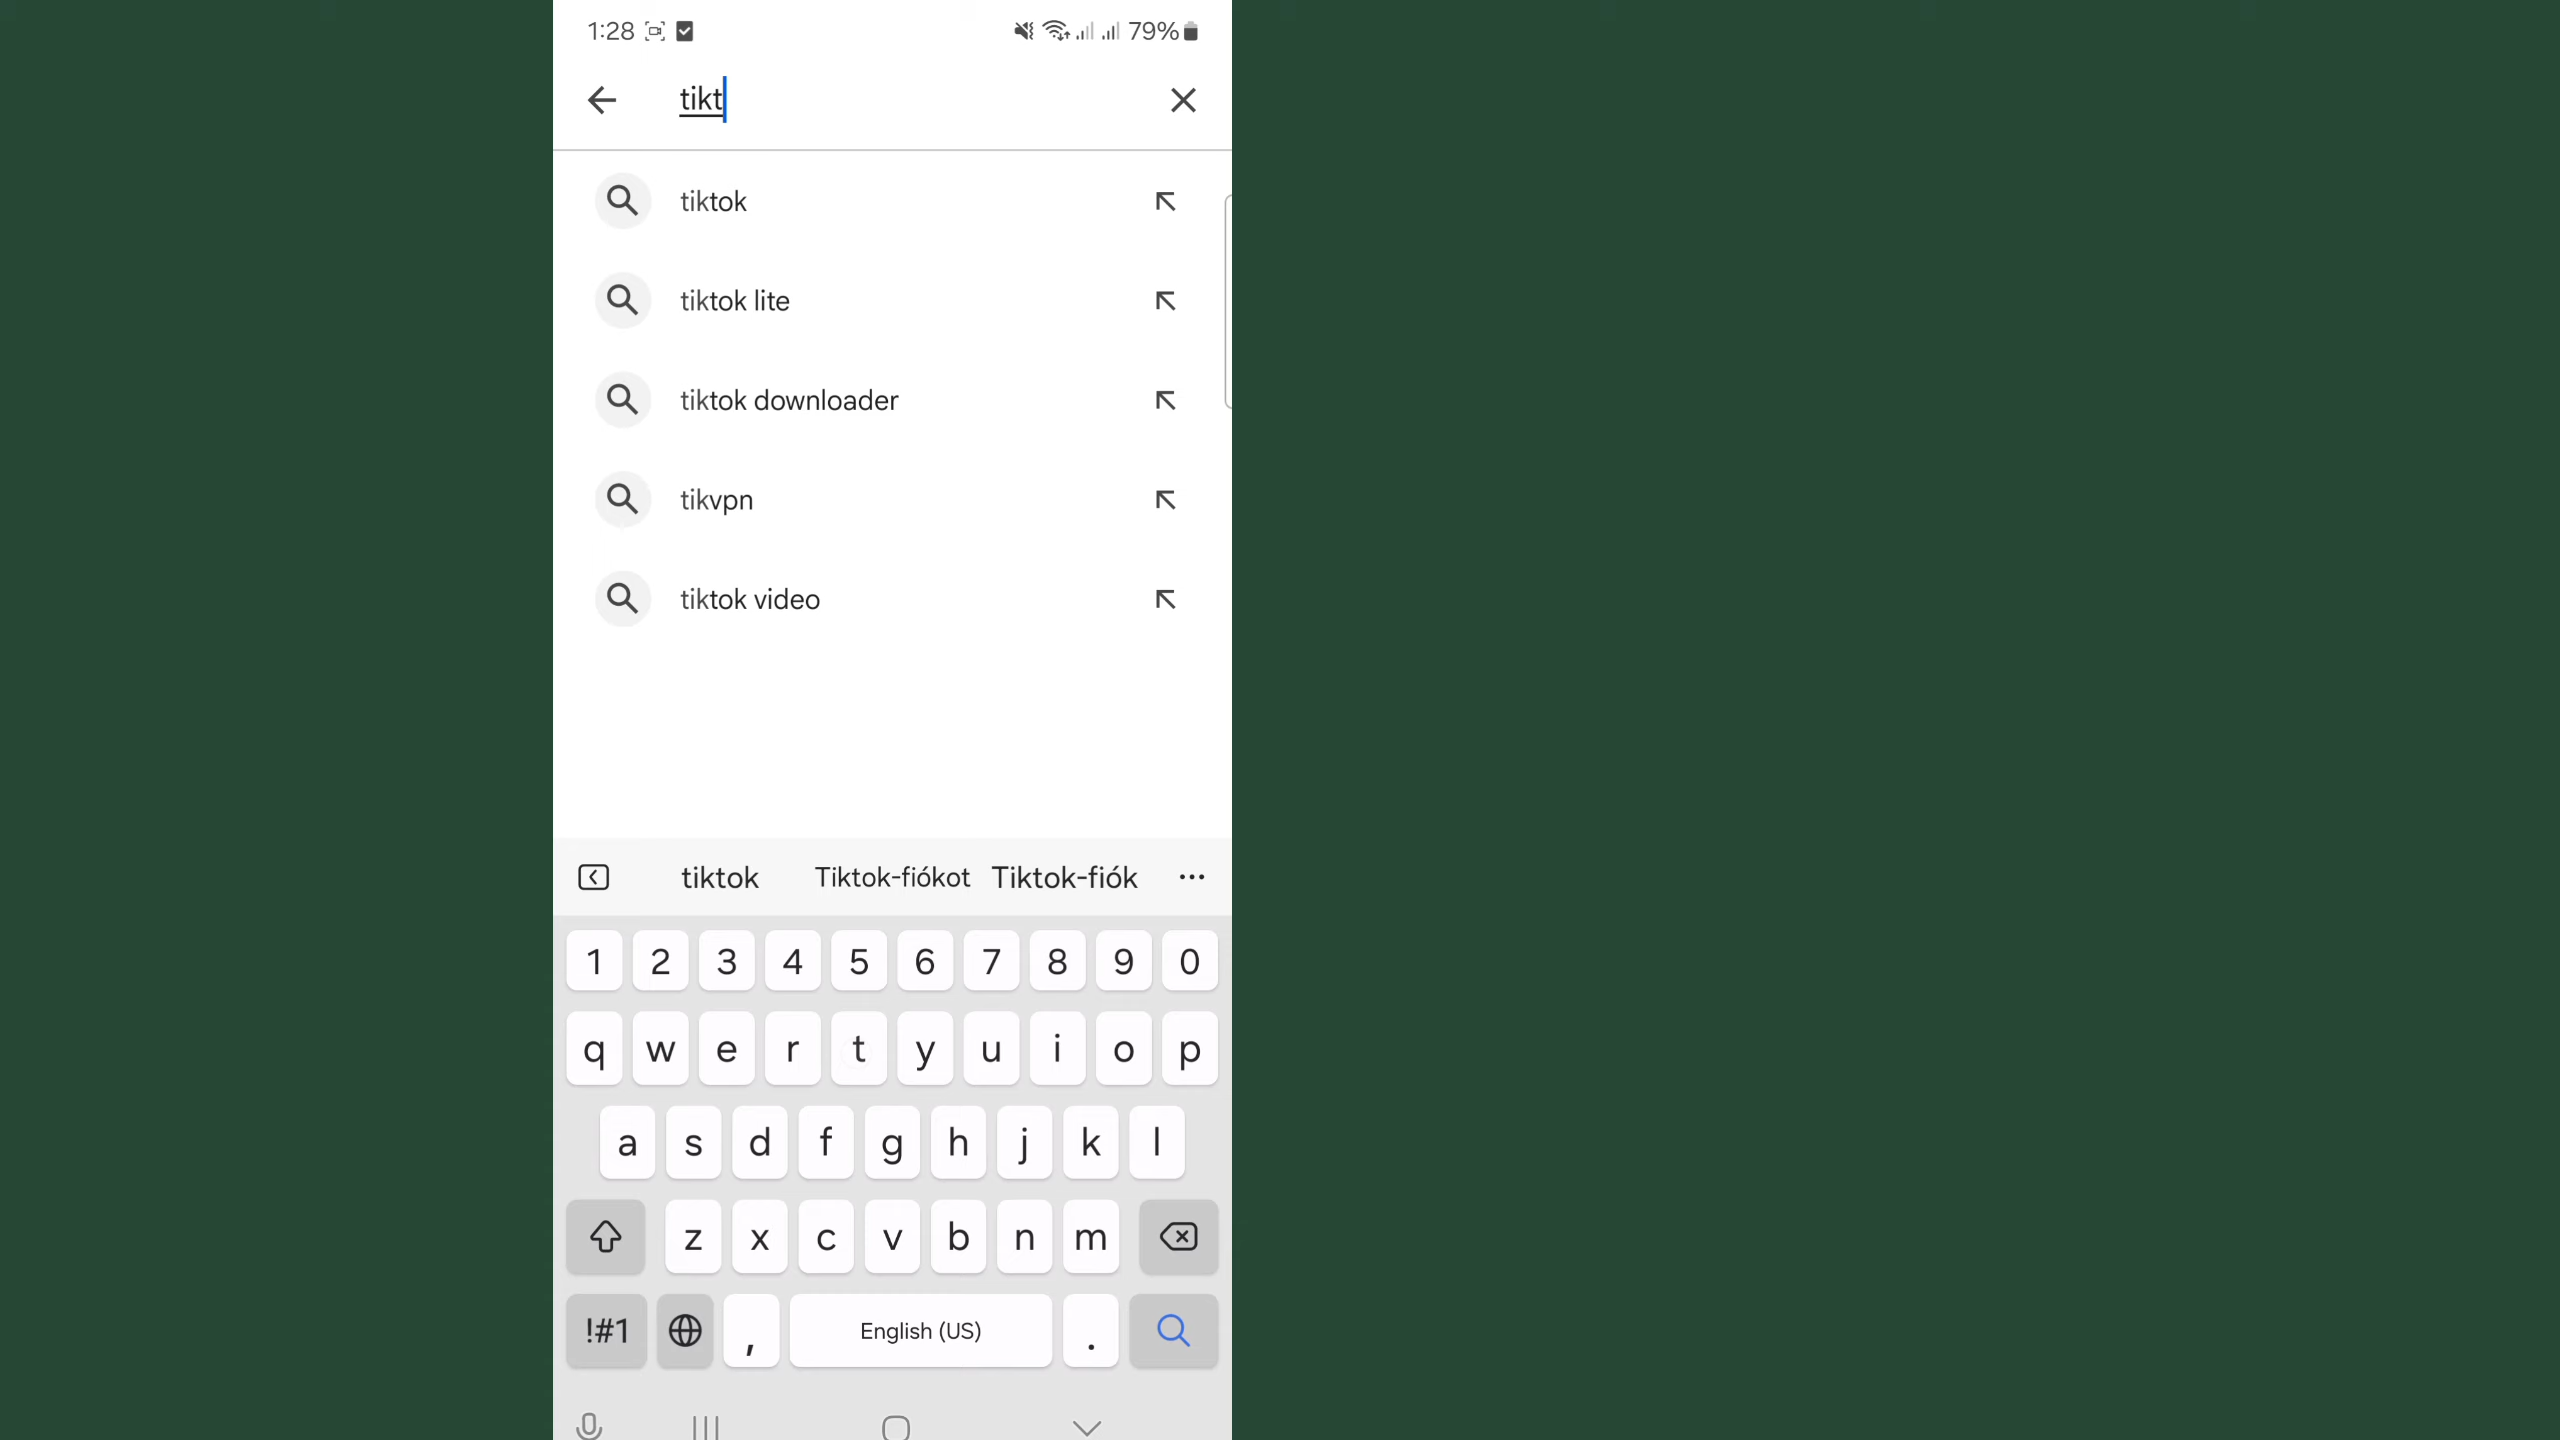 1:28 79%
tikt
tiktok
tiktok lite
tiktok downloader
tikvpn
tiktok video
tiktok Tiktok-fiókot Tiktok-fiók ...
1 2 3 4 5 6 7 8 9 0
q w e r t y u i o p
a s d f g h j k l
z x c v b n m
!#1 , English (US) .